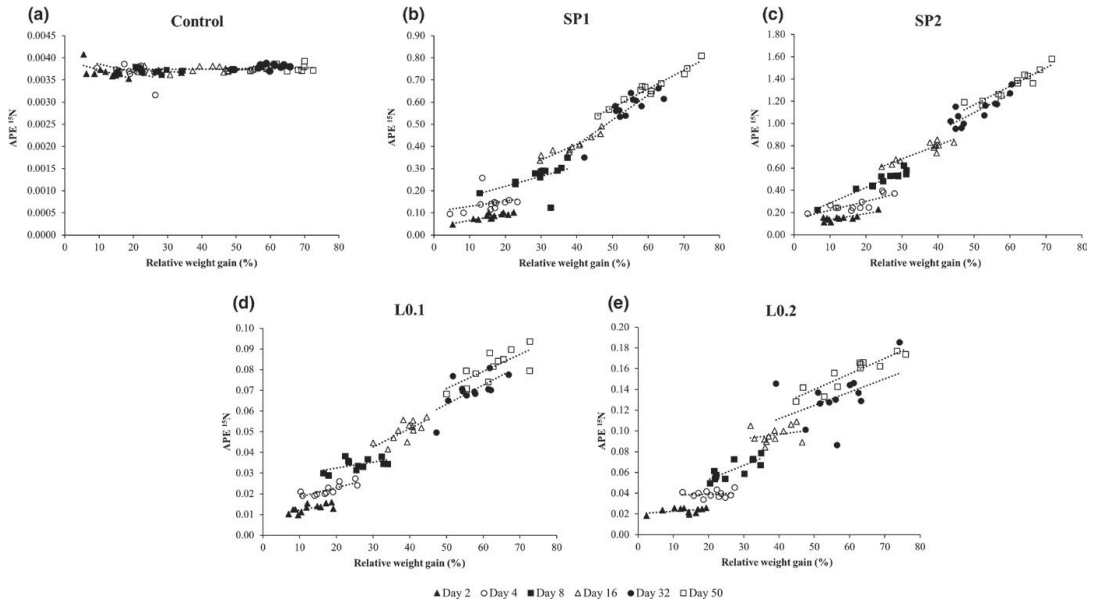 (a) Control
0.0045
0.0040
0.0035
0.0030
0.0025
0.0020
0.0015
0.0010
0.0005
0.0000
APE ¹⁵N
0 10 20 30 40 50 60 70 80
Relative weight gain (%)
(b) SP1
0.90
0.80
0.70
0.60
0.50
0.40
0.30
0.20
0.10
0.00
APE ¹⁵N
0 10 20 30 40 50 60 70 80
Relative weight gain (%)
(c) SP2
1.80
1.60
1.40
1.20
1.00
0.80
0.60
0.40
0.20
0.00
APE ¹⁵N
0 10 20 30 40 50 60 70 80
Relative weight gain (%)
(d) L0.1
0.10
0.09
0.08
0.07
0.06
0.05
0.04
0.03
0.02
0.01
0.00
APE ¹⁵N
0 10 20 30 40 50 60 70 80
Relative weight gain (%)
(e) L0.2
0.20
0.18
0.16
0.14
0.12
0.10
0.08
0.06
0.04
0.02
0.00
APE ¹⁵N
0 10 20 30 40 50 60 70 80
Relative weight gain (%)
▲ Day 2 ○ Day 4 ■ Day 8 △ Day 16 ● Day 32 □ Day 50